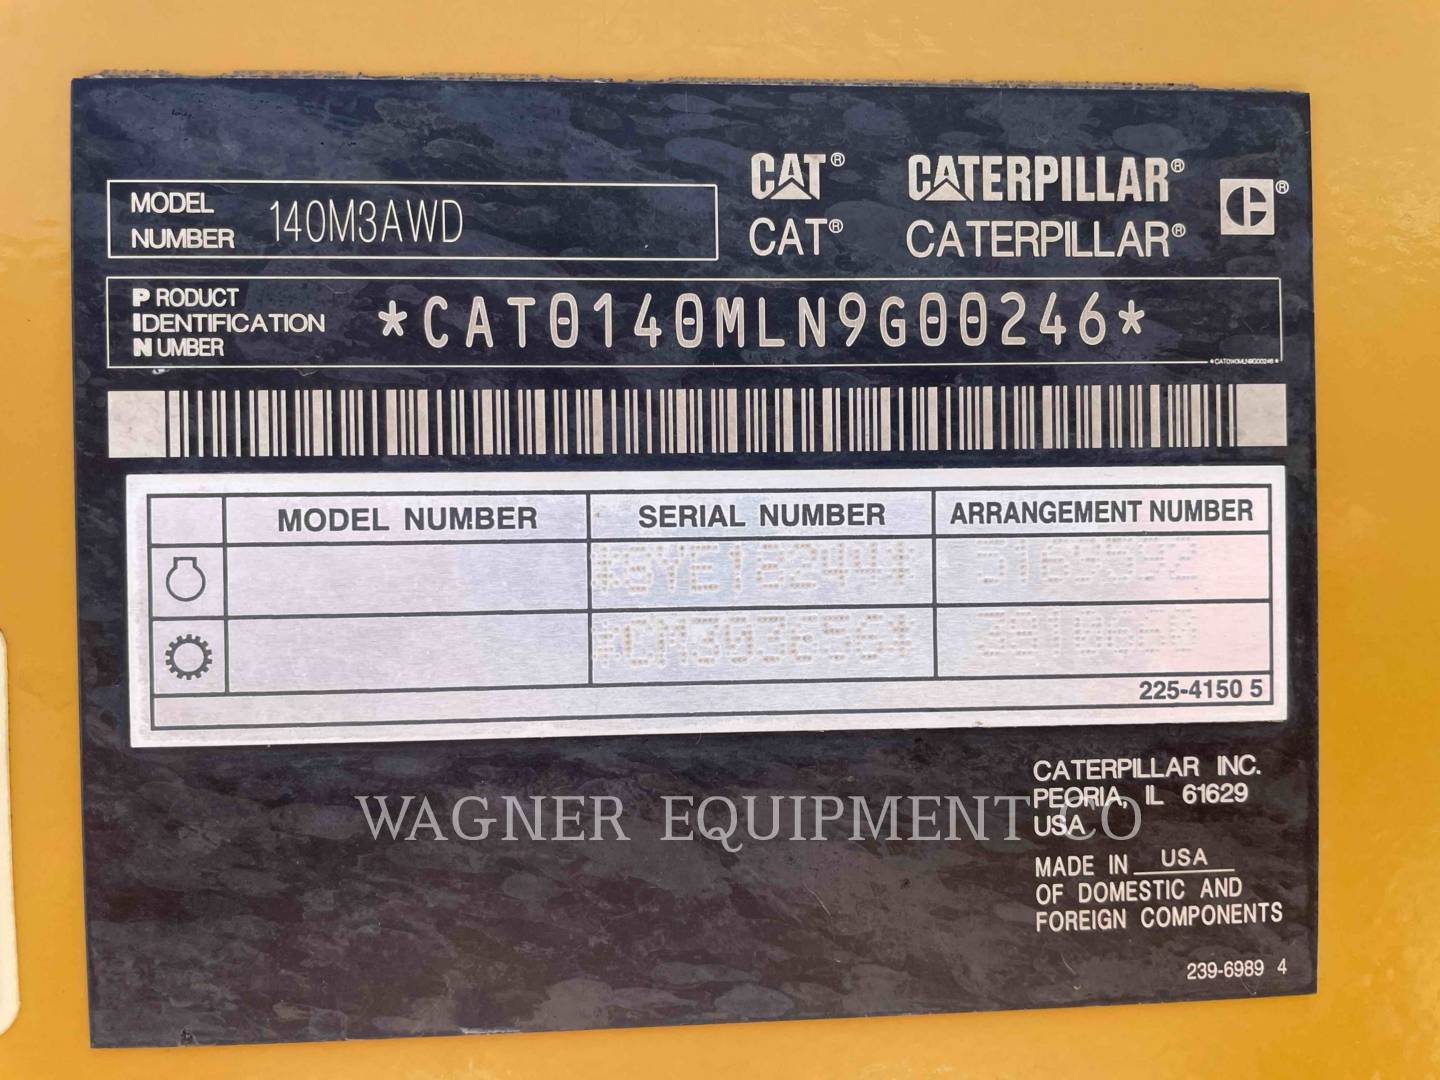 MODEL NUMBER 140M3AWD
CAT® CATERPILLAR®
CAT® CATERPILLAR®
PRODUCT IDENTIFICATION NUMBER *CAT0140MLN9G00246*
*CAT0140MLN9G00246*
MODEL NUMBER SERIAL NUMBER ARRANGEMENT NUMBER
225-4150 5
CATERPILLAR INC.
PEORIA, IL 61629
USA
WAGNER EQUIPMENT CO
MADE IN USA
OF DOMESTIC AND
FOREIGN COMPONENTS
239-6989 4